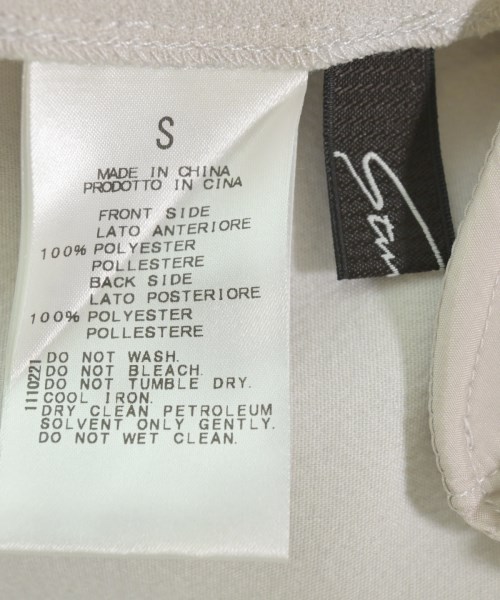 S
MADE IN CHINA
PRODOTTO IN CINA
FRONT SIDE
LATO ANTERIORE
100% POLYESTER
POLLESTERE
BACK SIDE
LATO POSTERIORE
100% POLYESTER
POLLESTERE
DO NOT WASH.
DO NOT BLEACH.
DO NOT TUMBLE DRY.
COOL IRON.
DRY CLEAN PETROLEUM
SOLVENT ONLY GENTLY.
DO NOT WET CLEAN.
1110221